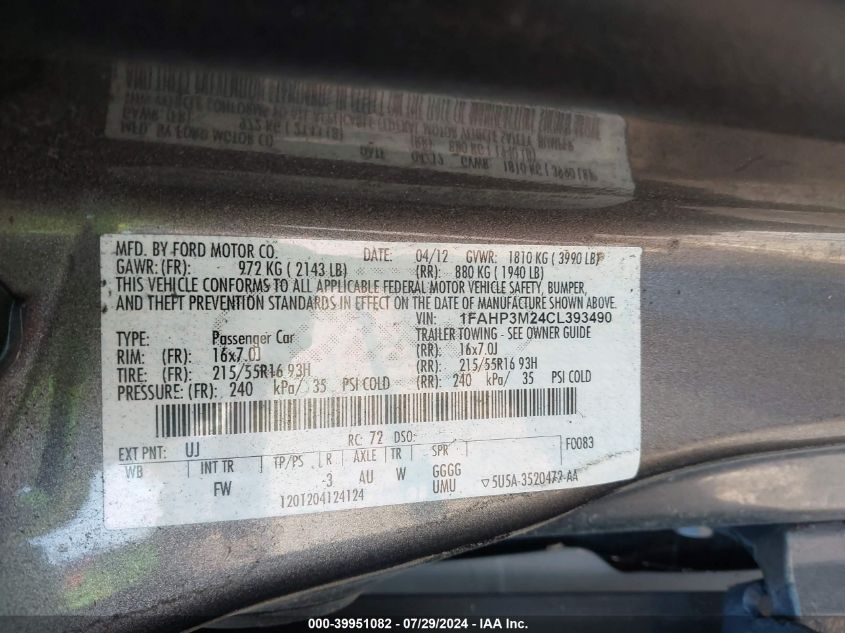 MFD. BY FORD MOTOR CO. DATE: 04/12 GVWR: 1810 KG ( 3990 LB)
GAWR: (FR): 972 KG ( 2143 LB) (RR): 880 KG ( 1940 LB)
THIS VEHICLE CONFORMS TO ALL APPLICABLE FEDERAL MOTOR VEHICLE SAFETY, BUMPER,
AND THEFT PREVENTION STANDARDS IN EFFECT ON THE DATE OF MANUFACTURE SHOWN ABOVE.
VIN: 1FAHP3M24CL393490
TYPE: Passenger Car TRAILER TOWING - SEE OWNER GUIDE
RIM: (FR): 16x7.0J (RR): 16x7.0J
TIRE: (FR): 215/55R16 93H (RR): 215/55R16 93H
PRESSURE: (FR): 240 kPa/ 35 PSI COLD (RR): 240 kPa/ 35 PSI COLD
EXT PNT: UJ RC: 72 DSO: F0083
WB INT TR TP/PS LR AXLE TR SPR
FW -3 AU W GGGG
UMU ▽5U5A-3520472-AA
1201204124124
000-39951082 - 07/29/2024 - IAA Inc.